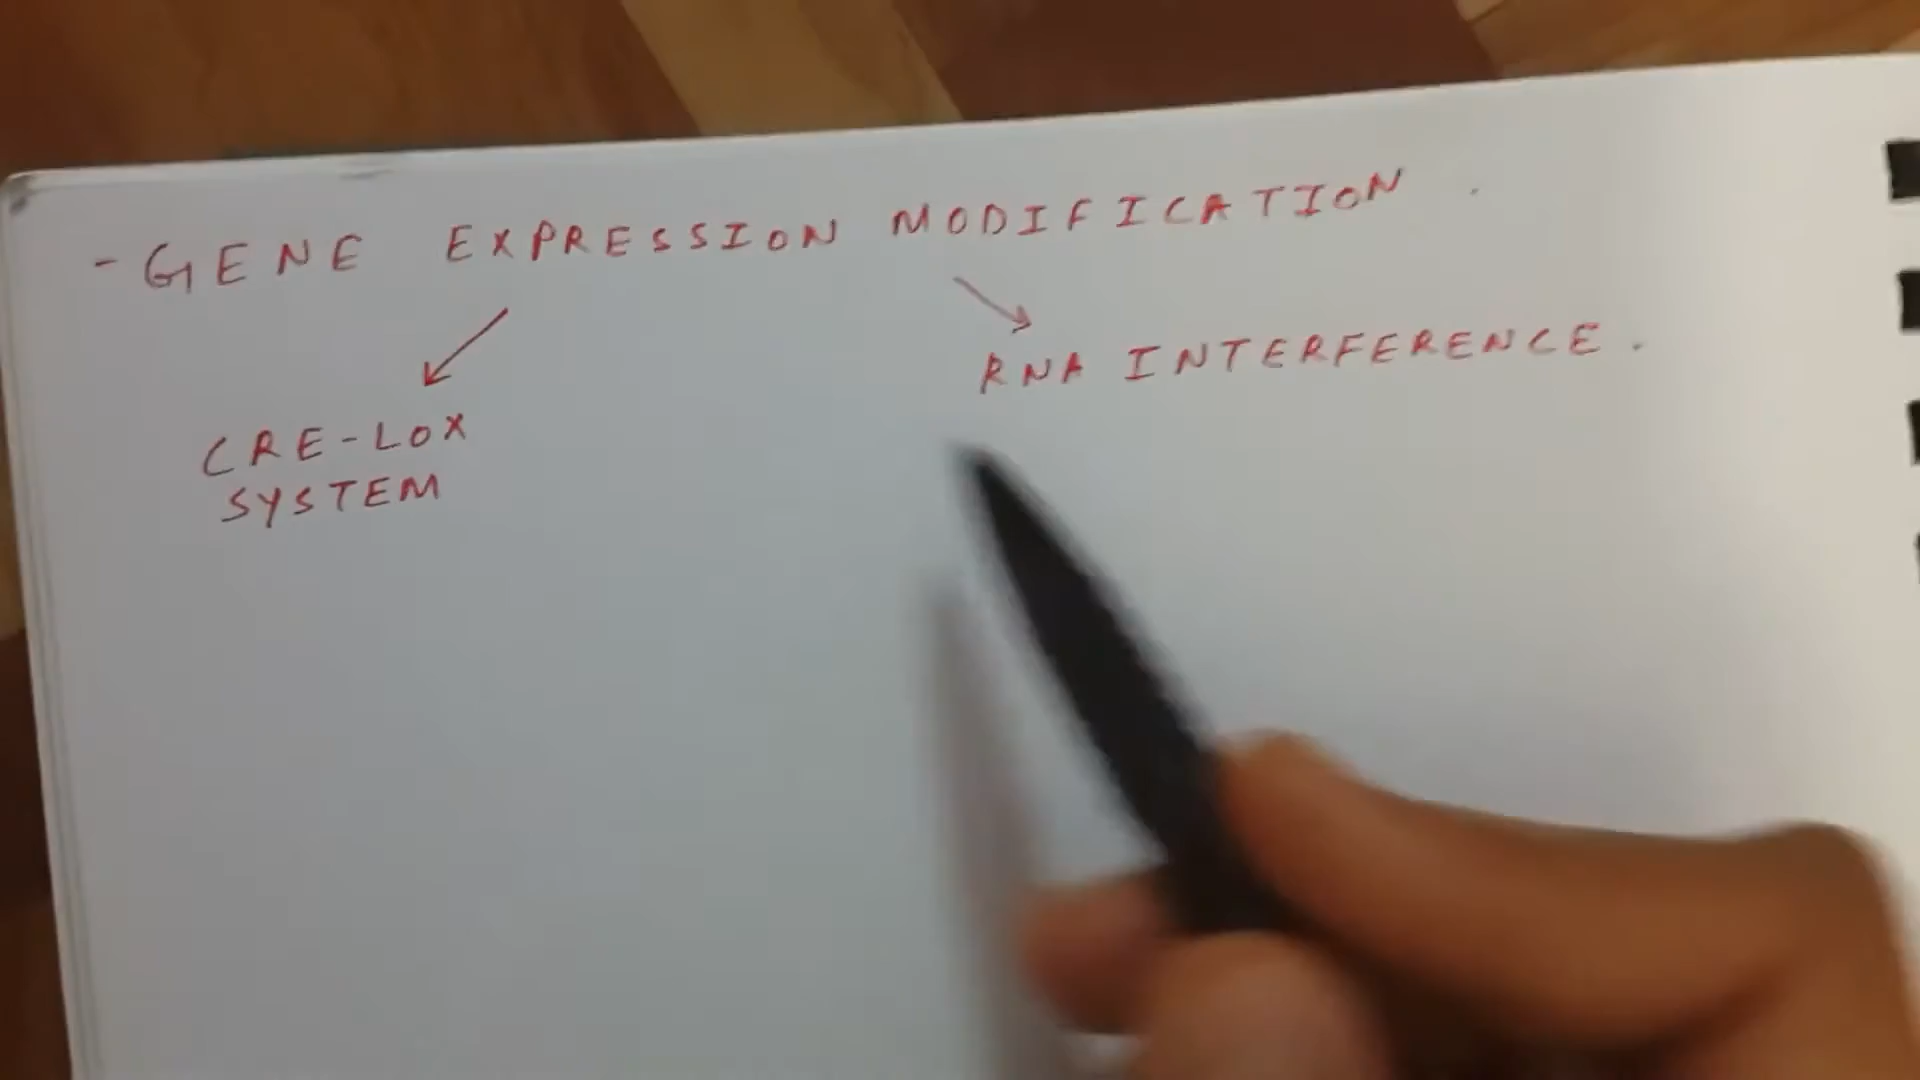 - GENE EXPRESSION MODIFICATION .
CRE-LOX
SYSTEM
RNA INTERFERENCE .